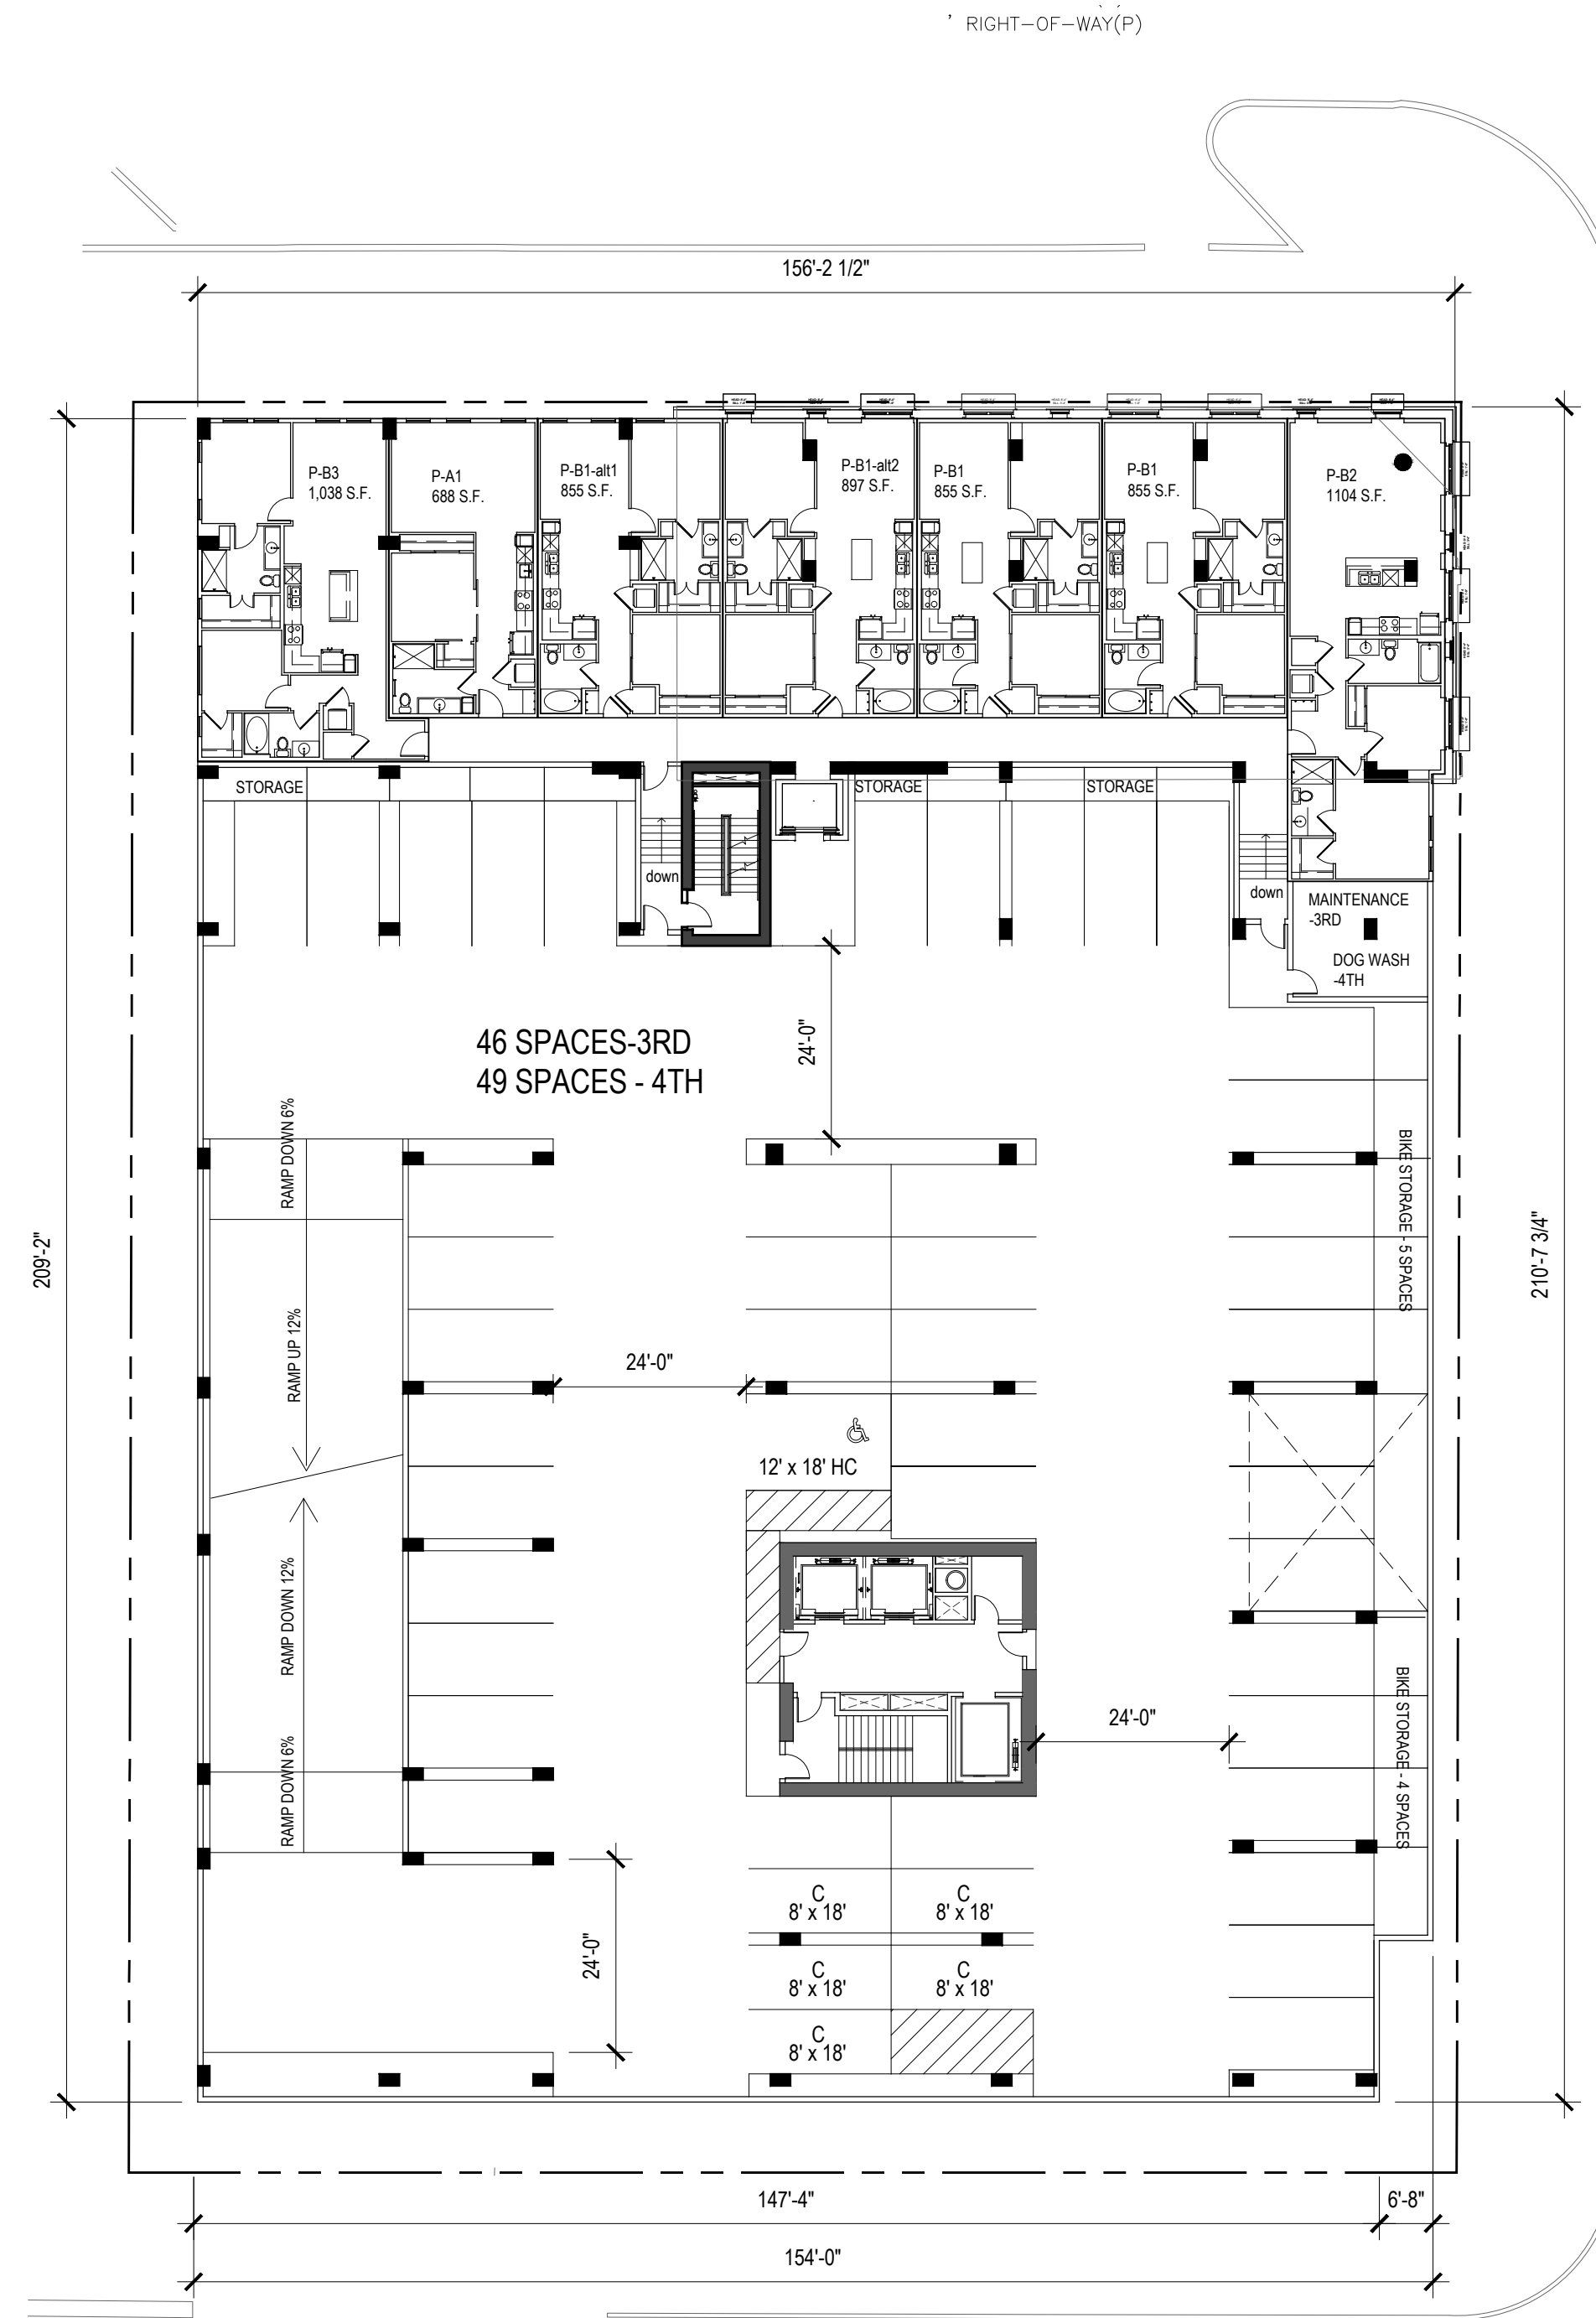 ' RIGHT-OF-WAY(P)
156'-2 1/2"
P-B3
1,038 S.F.
P-A1
688 S.F.
P-B1-alt1
855 S.F.
P-B1-alt2
897 S.F.
P-B1
855 S.F.
P-B1
855 S.F.
P-B2
1104 S.F.
STORAGE
STORAGE
STORAGE
down
down
MAINTENANCE
-3RD
DOG WASH
-4TH
46 SPACES-3RD
49 SPACES - 4TH
24'-0"
RAMP DOWN 6%
BIKE STORAGE - 5 SPACES
209'-2"
210'-7 3/4"
RAMP UP 12%
24'-0"
12' x 18' HC
RAMP DOWN 12%
BIKE STORAGE - 4 SPACES
24'-0"
RAMP DOWN 6%
C
8' x 18'
C
8' x 18'
24'-0"
C
8' x 18'
C
8' x 18'
C
8' x 18'
147'-4"
6'-8"
154'-0"